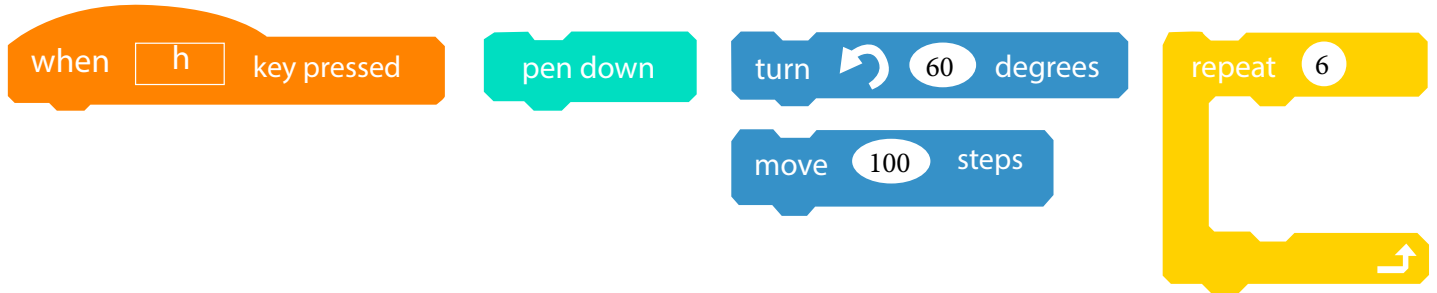 when h key pressed
pen down
turn 60 degrees
move 100 steps
repeat 6